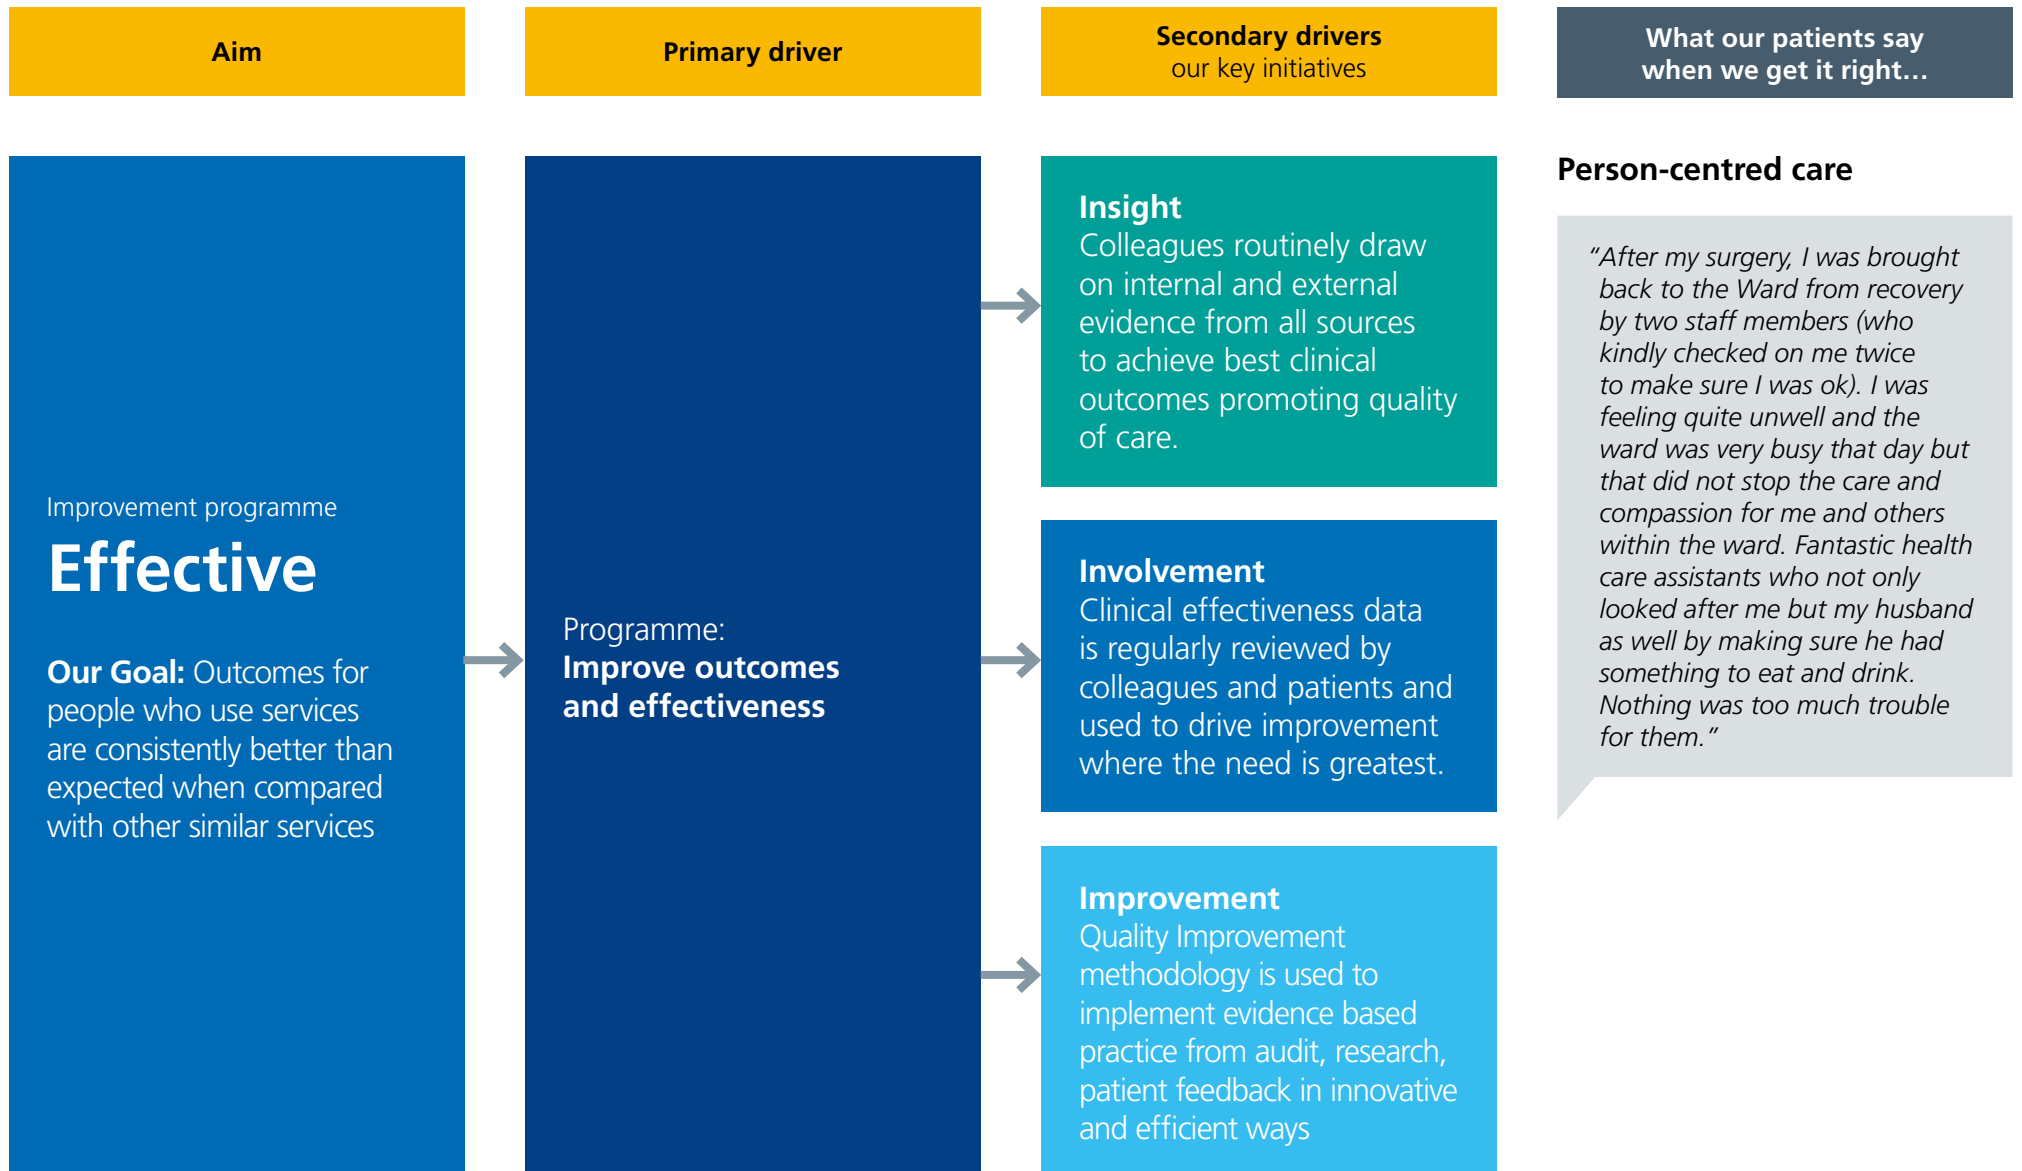 Aim
Primary driver
Secondary drivers
our key initiatives
What our patients say
when we get it right…
Improvement programme
Effective
Our Goal: Outcomes for
people who use services
are consistently better than
expected when compared
with other similar services
Programme:
Improve outcomes
and effectiveness
Insight
Colleagues routinely draw
on internal and external
evidence from all sources
to achieve best clinical
outcomes promoting quality
of care.
Involvement
Clinical effectiveness data
is regularly reviewed by
colleagues and patients and
used to drive improvement
where the need is greatest.
Improvement
Quality Improvement
methodology is used to
implement evidence based
practice from audit, research,
patient feedback in innovative
and efficient ways
Person-centred care
“After my surgery, I was brought
back to the Ward from recovery
by two staff members (who
kindly checked on me twice
to make sure I was ok). I was
feeling quite unwell and the
ward was very busy that day but
that did not stop the care and
compassion for me and others
within the ward. Fantastic health
care assistants who not only
looked after me but my husband
as well by making sure he had
something to eat and drink.
Nothing was too much trouble
for them.”